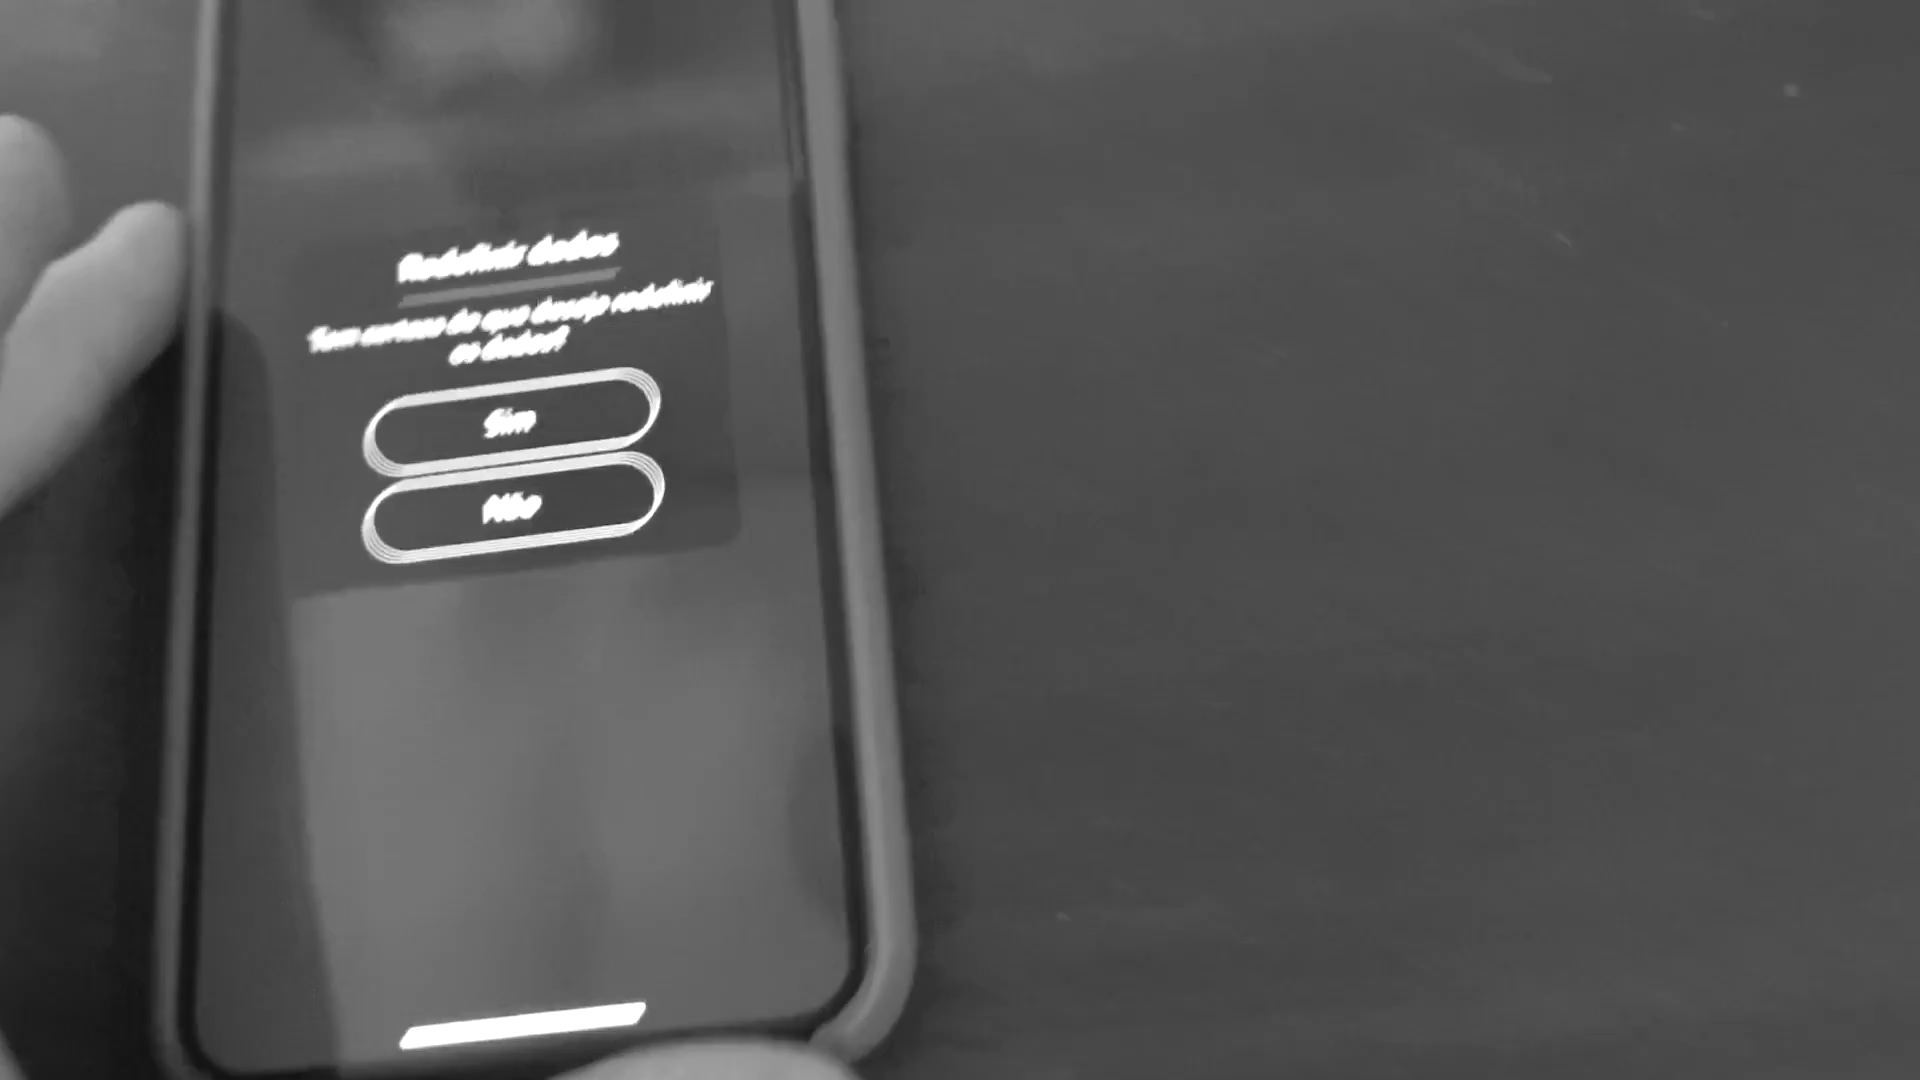 Redefinir dados
Tem certeza de que deseja redefinir
os dados?
Sim
Não